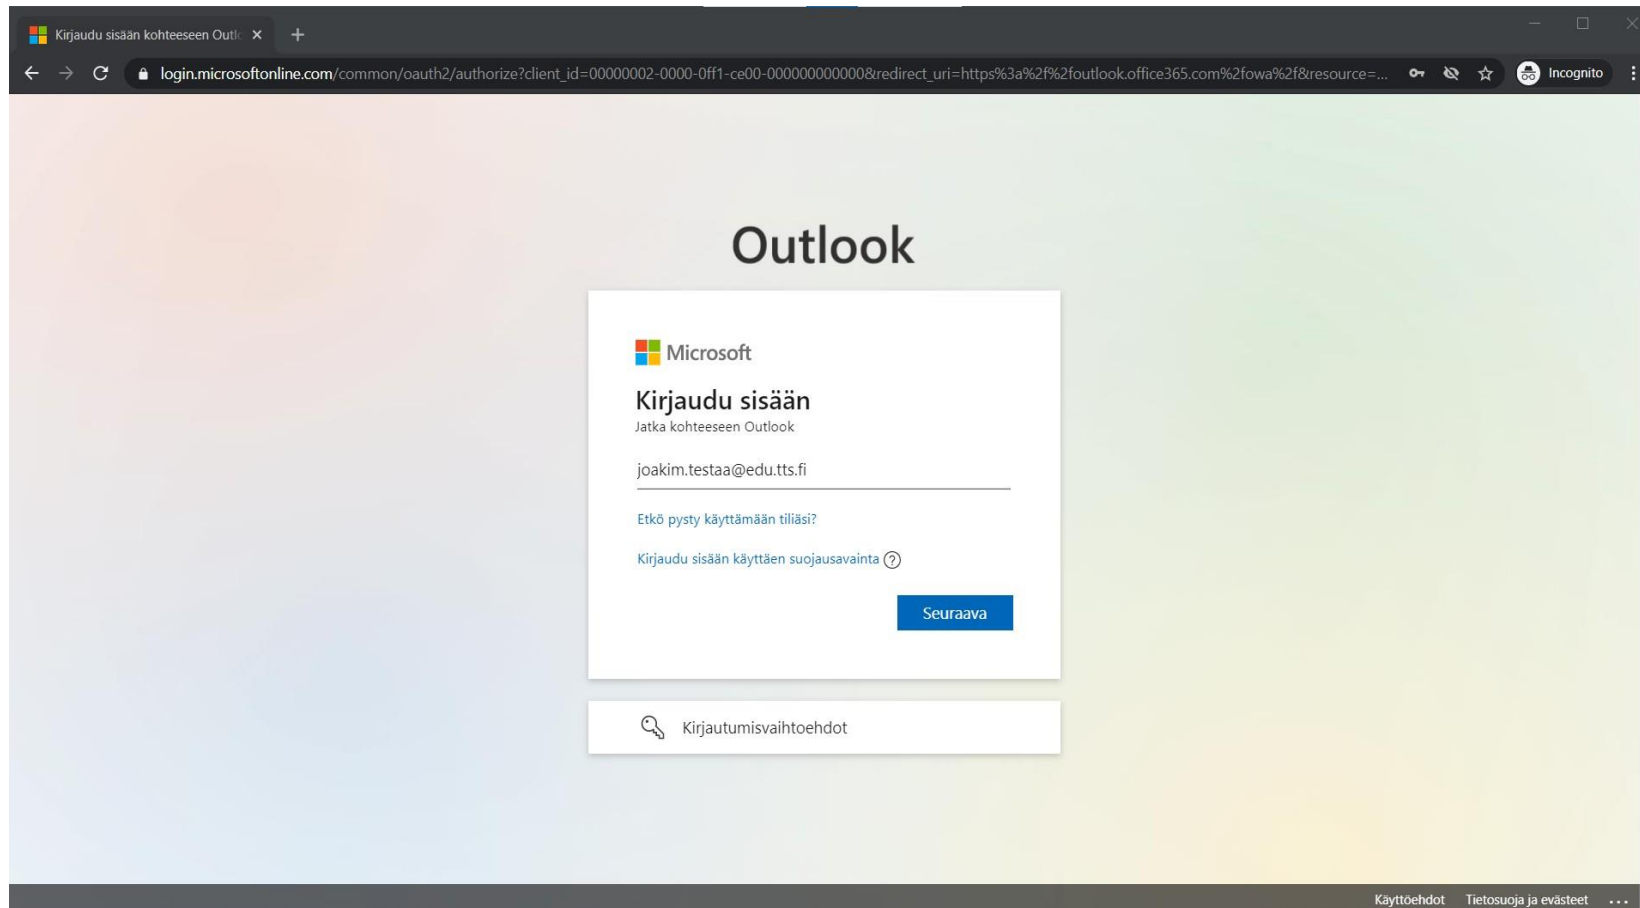 Kirjaudu sisään kohteeseen Outlo
login.microsoftonline.com/common/oauth2/authorize?client_id=00000002-0000-0ff1-ce00-000000000000&redirect_uri=https%3a%2f%2foutlook.office365.com%2fowa%2f&resource=... Incognito
Outlook
Microsoft
Kirjaudu sisään
Jatka kohteeseen Outlook
joakim.testaa@edu.tts.fi
Etkö pysty käyttämään tiliäsi?
Kirjaudu sisään käyttäen suojausavainta
Seuraava
Kirjautumisvaihtoehdot
Käyttöehdot Tietosuoja ja evästeet ...